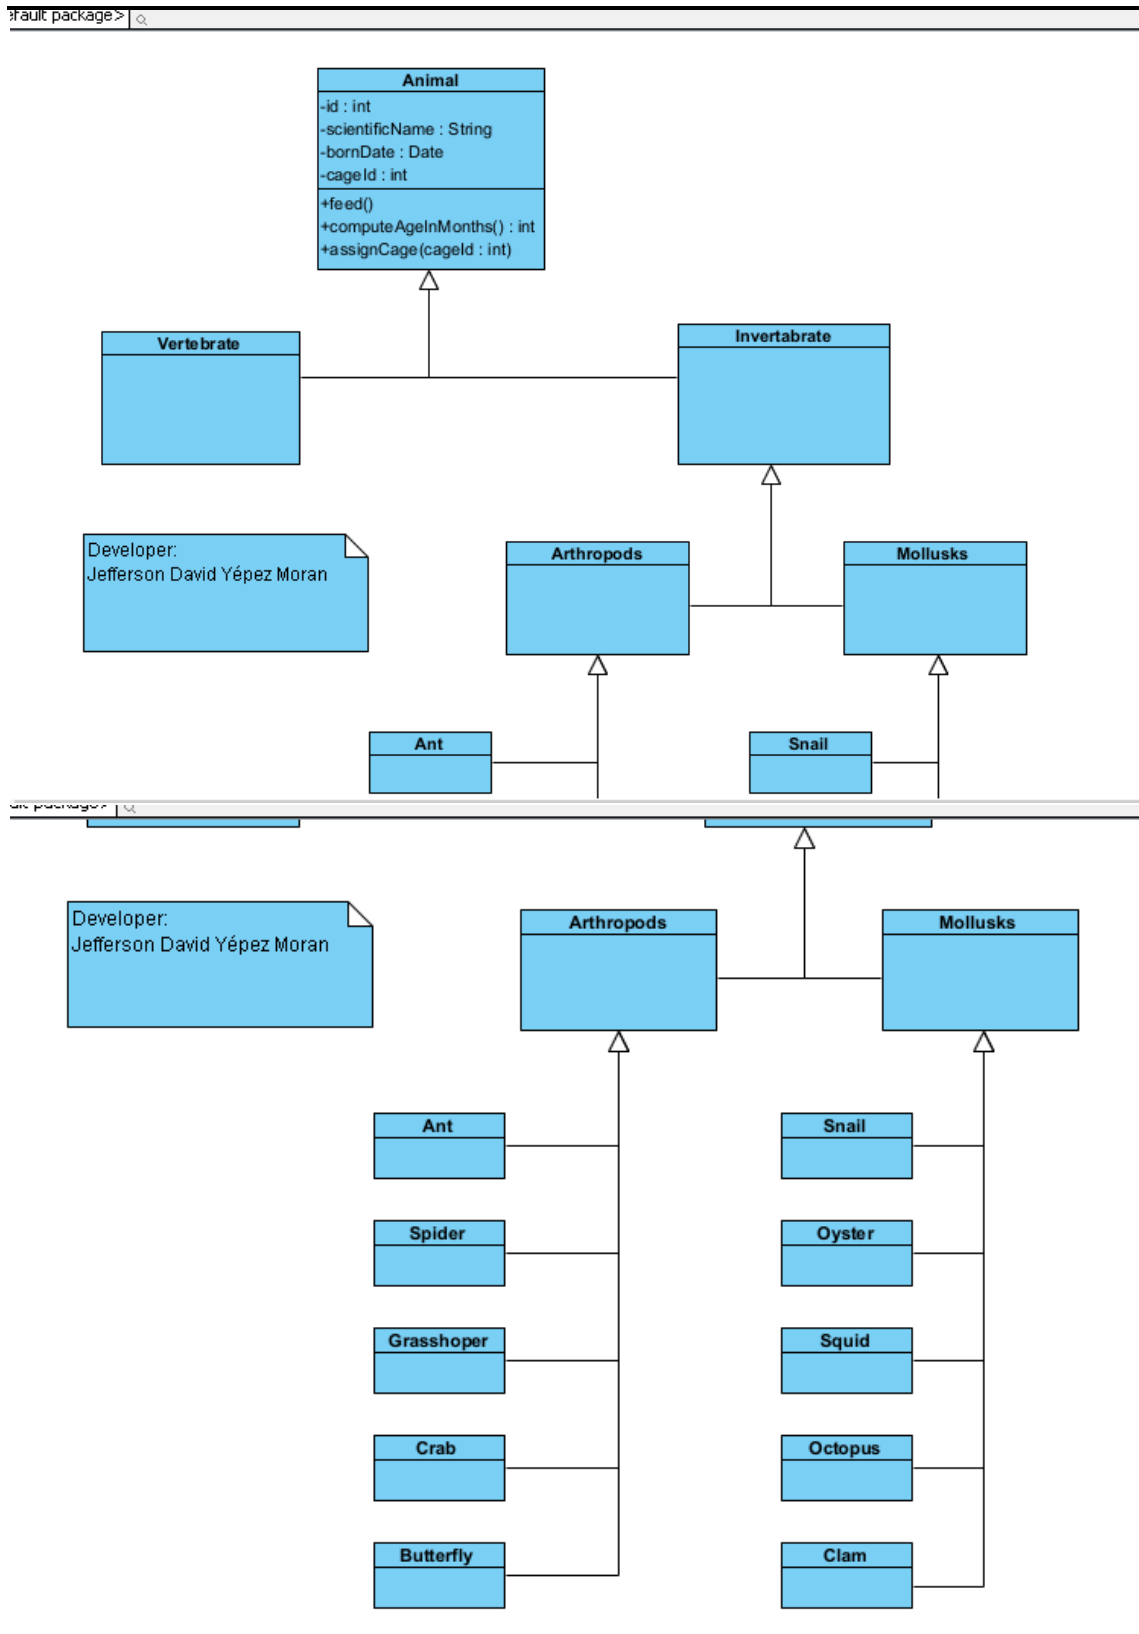 efault package>
Animal
-id : int
-scientificName : String
-bornDate : Date
-cageId : int
+feed()
+computeAgeInMonths() : int
+assignCage(cageId : int)
Vertebrate
Invertabrate
Developer:
Jefferson David Yépez Moran
Arthropods
Mollusks
Ant
Snail
ault package>
Developer:
Jefferson David Yépez Moran
Arthropods
Mollusks
Ant
Snail
Spider
Oyster
Grasshoper
Squid
Crab
Octopus
Butterfly
Clam